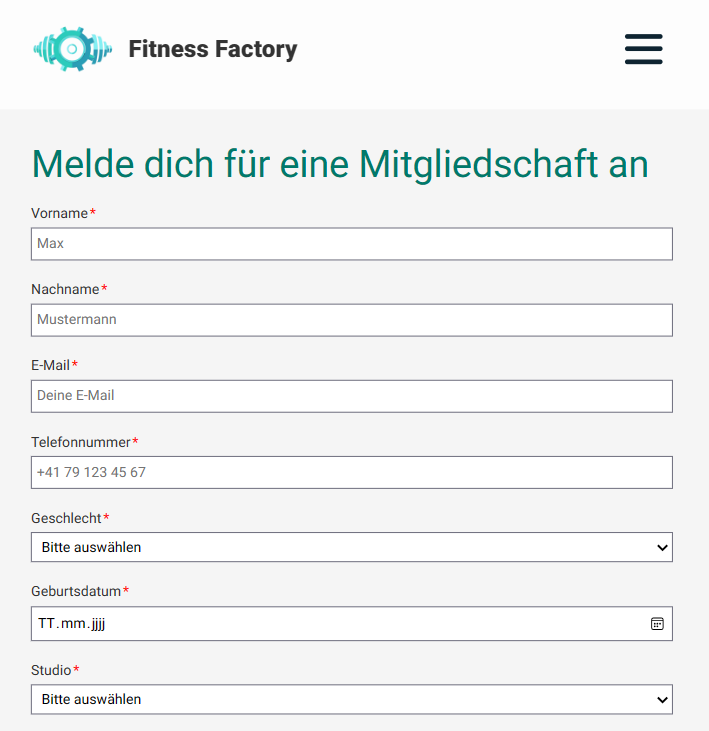 Fitness Factory
Melde dich für eine Mitgliedschaft an
Vorname*
Max
Nachname*
Mustermann
E-Mail*
Deine E-Mail
Telefonnummer*
+41 79 123 45 67
Geschlecht*
Bitte auswählen
Geburtsdatum*
TT.mm.jjjj
Studio*
Bitte auswählen